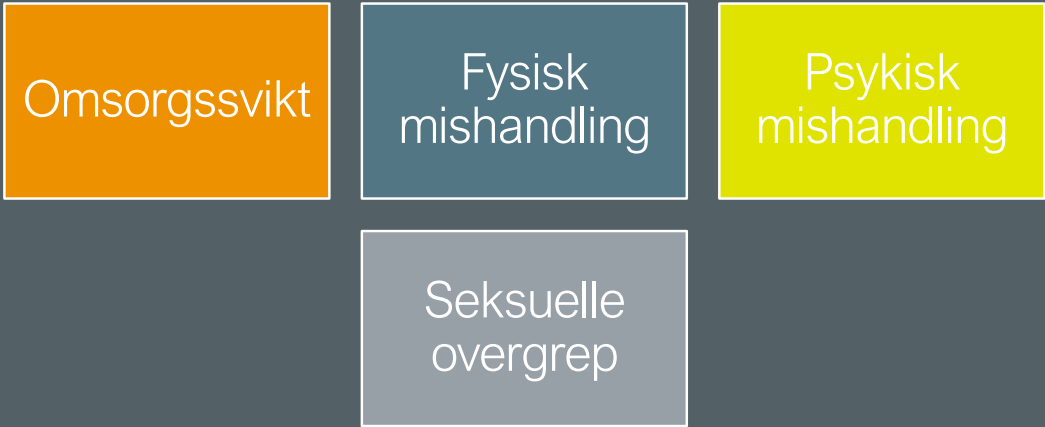 Omsorgssvikt
Fysisk
mishandling
Psykisk
mishandling
Seksuelle
overgrep